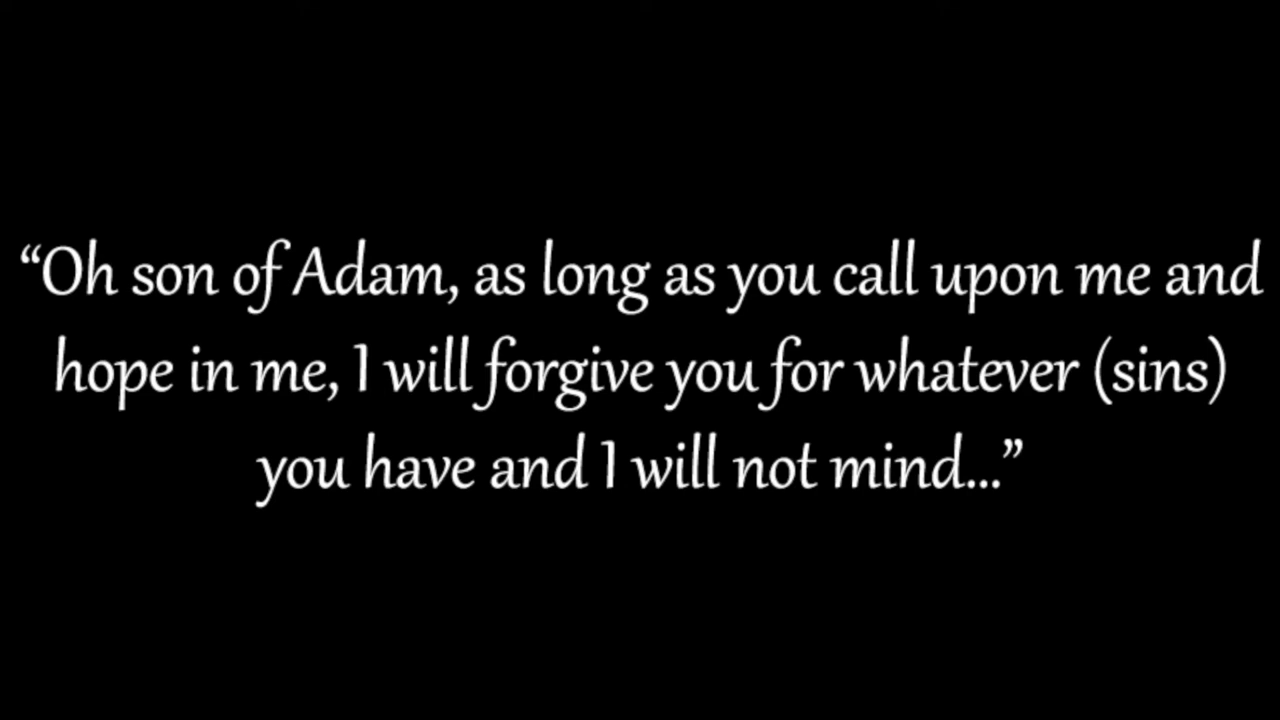 “Oh son of Adam, as long as you call upon me and
hope in me, I will forgive you for whatever (sins)
you have and I will not mind...”